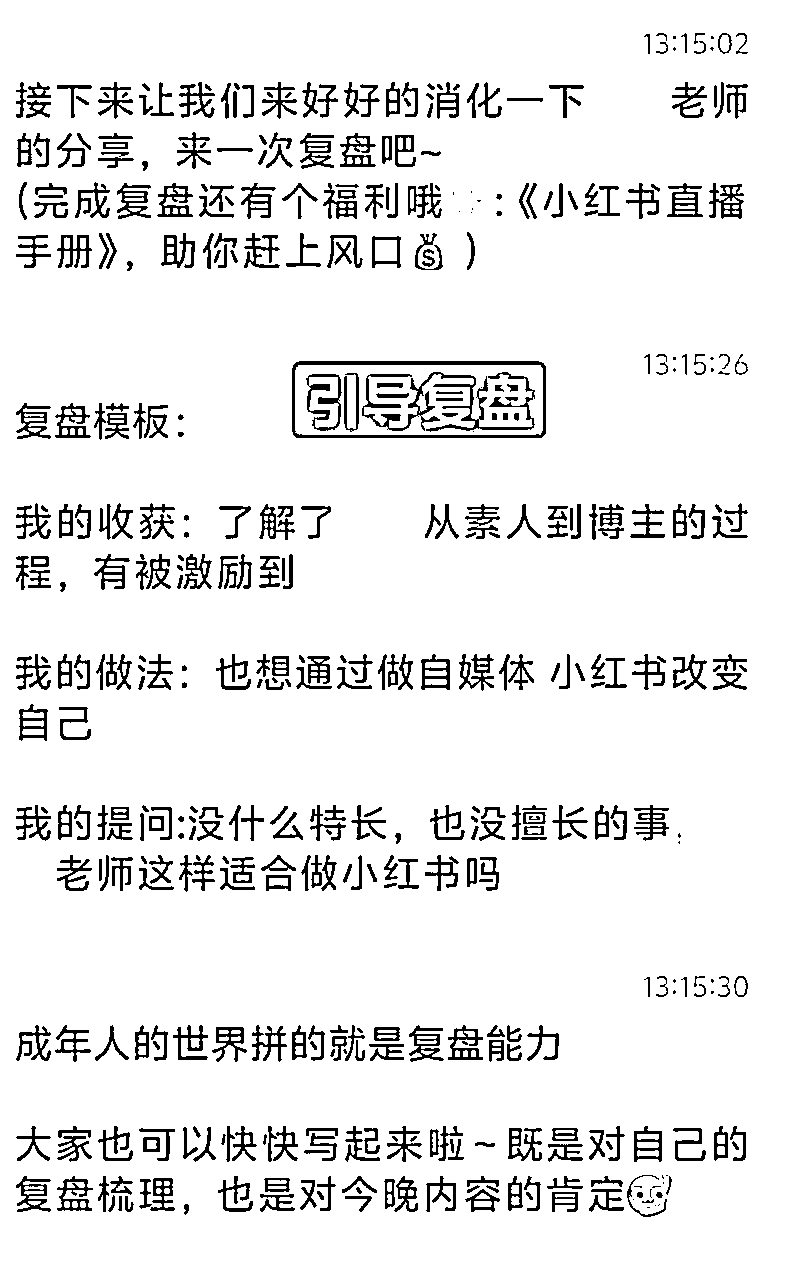 13:15:02
接下来让我们来好好的消化一下 老师
的分享，来一次复盘吧~
(完成复盘还有个福利哦 :《小红书直播
手册》，助你赶上风口💰 )
13:15:26
引导复盘
复盘模板：
我的收获：了解了 从素人到博主的过
程，有被激励到
我的做法：也想通过做自媒体 小红书改变
自己
我的提问:没什么特长，也没擅长的事，
老师这样适合做小红书吗
13:15:30
成年人的世界拼的就是复盘能力
大家也可以快快写起来啦 ~ 既是对自己的
复盘梳理，也是对今晚内容的肯定